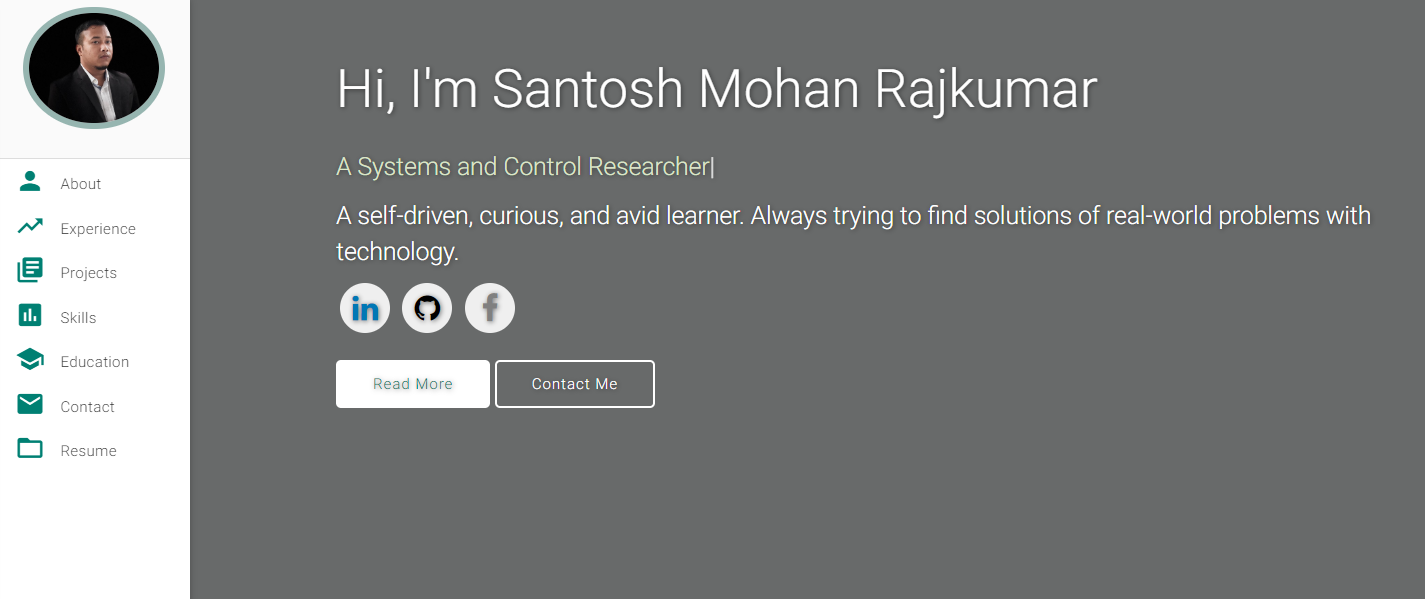 About
Experience
Projects
Skills
Education
Contact
Resume
Hi, I'm Santosh Mohan Rajkumar
A Systems and Control Researcher|
A self-driven, curious, and avid learner. Always trying to find solutions of real-world problems with
technology.
in
f
Read More
Contact Me